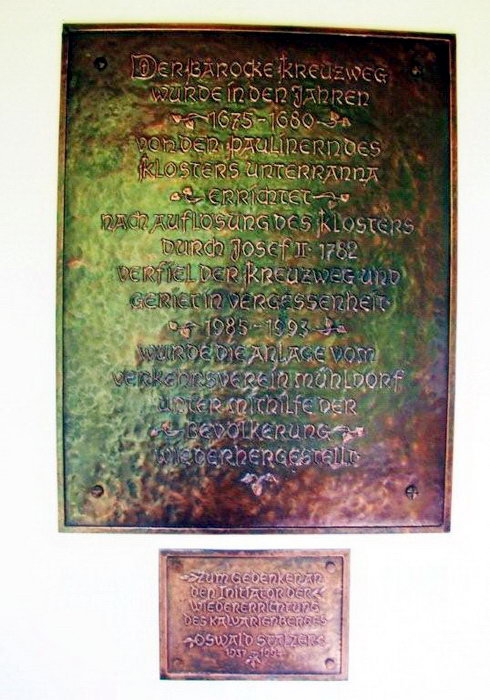 Der barocke Kreuzweg
wurde in den Jahren
1675-1680
von den Paulinern des
Klosters Unterranna
errichtet
nach Auflösung des Klosters
durch Josef II 1782
verfiel der Kreuzweg und
geriet in Vergessenheit
1985-1993
wurde die Anlage vom
Verkehrsverein Mühldorf
unter Mithilfe der
Bevölkerung
wiederhergestellt
Zum Gedenken an
den Initiator der
Wiedererrichtung
des Kalvarienberges
Oswald Stalzer
1937